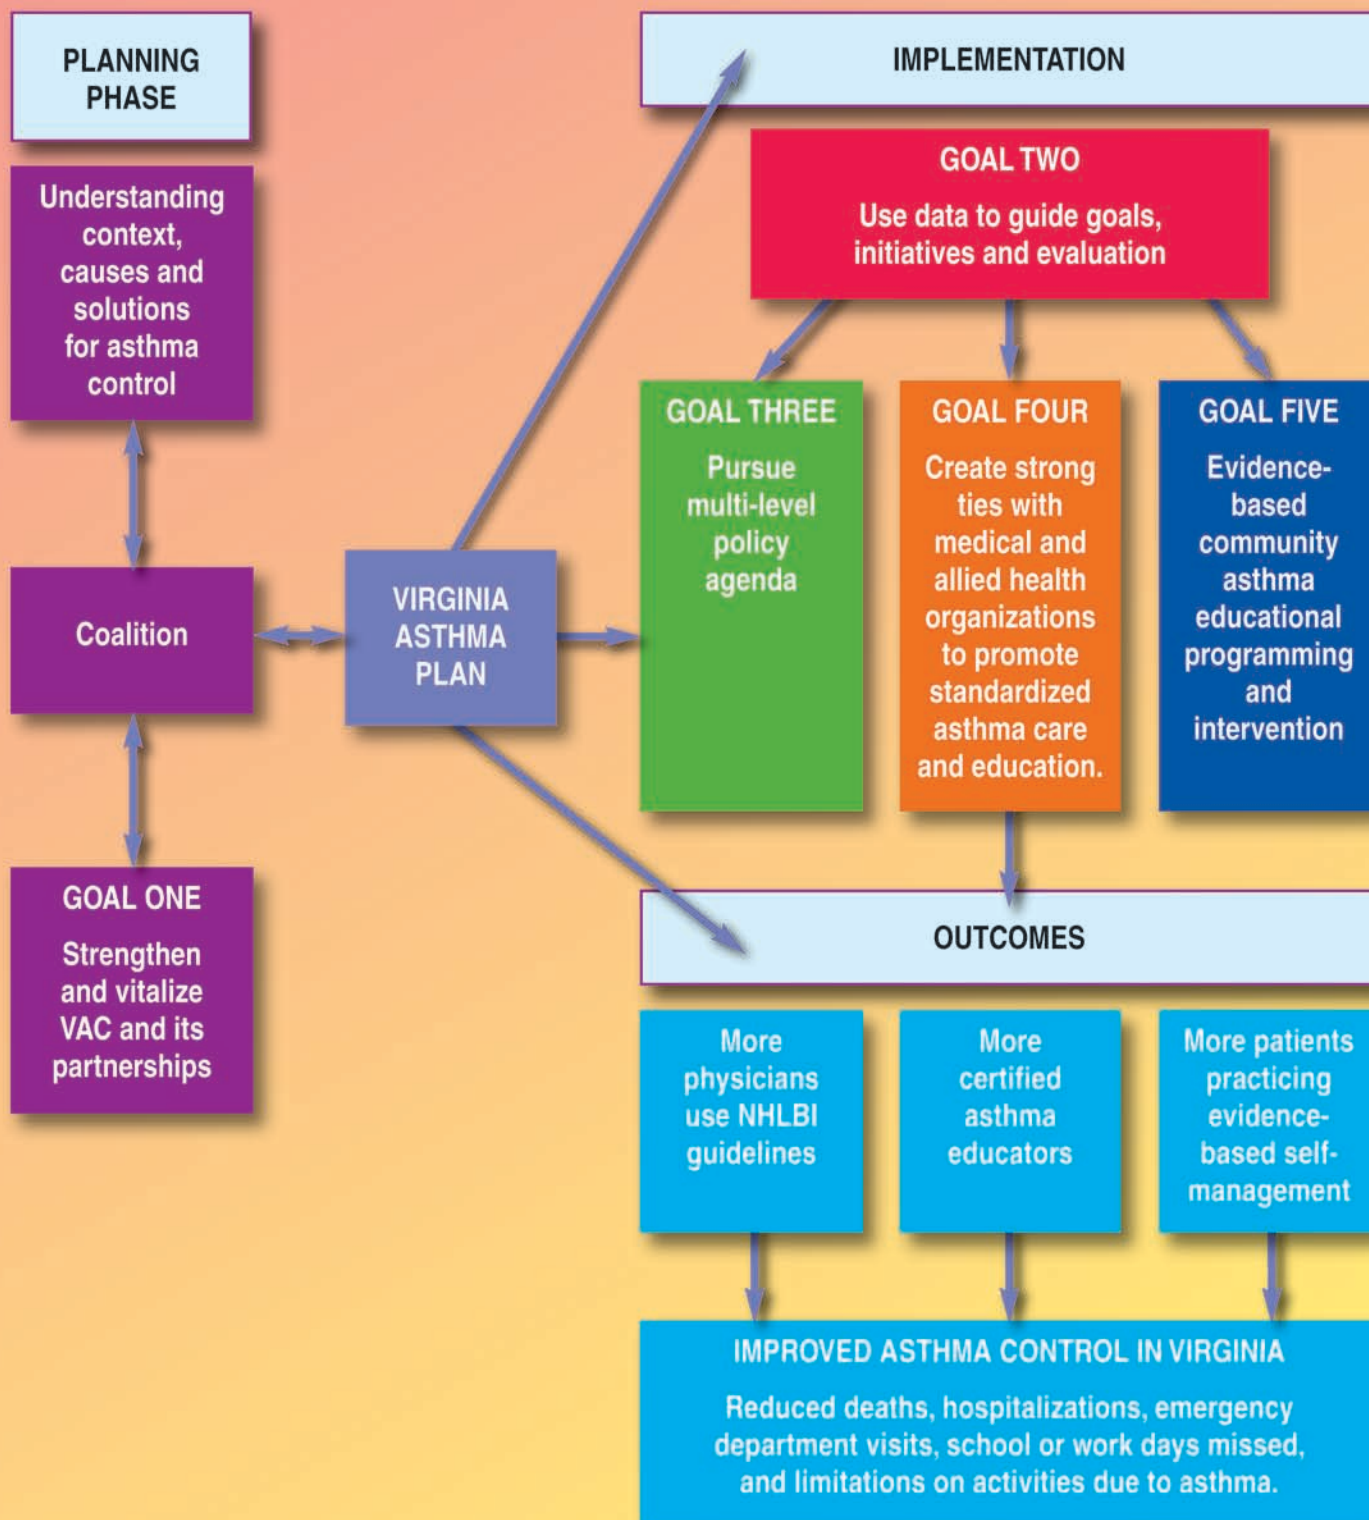 PLANNING
PHASE
Understanding
context,
causes and
solutions
for asthma
control
Coalition
GOAL ONE
Strengthen
and vitalize
VAC and its
partnerships
VIRGINIA
ASTHMA
PLAN
IMPLEMENTATION
GOAL TWO
Use data to guide goals,
initiatives and evaluation
GOAL THREE
Pursue
multi-level
policy
agenda
GOAL FOUR
Create strong
ties with
medical and
allied health
organizations
to promote
standardized
asthma care
and education.
GOAL FIVE
Evidence-
based
community
asthma
educational
programming
and
intervention
OUTCOMES
More
physicians
use NHLBI
guidelines
More
certified
asthma
educators
More patients
practicing
evidence-
based self-
management
IMPROVED ASTHMA CONTROL IN VIRGINIA
Reduced deaths, hospitalizations, emergency
department visits, school or work days missed,
and limitations on activities due to asthma.